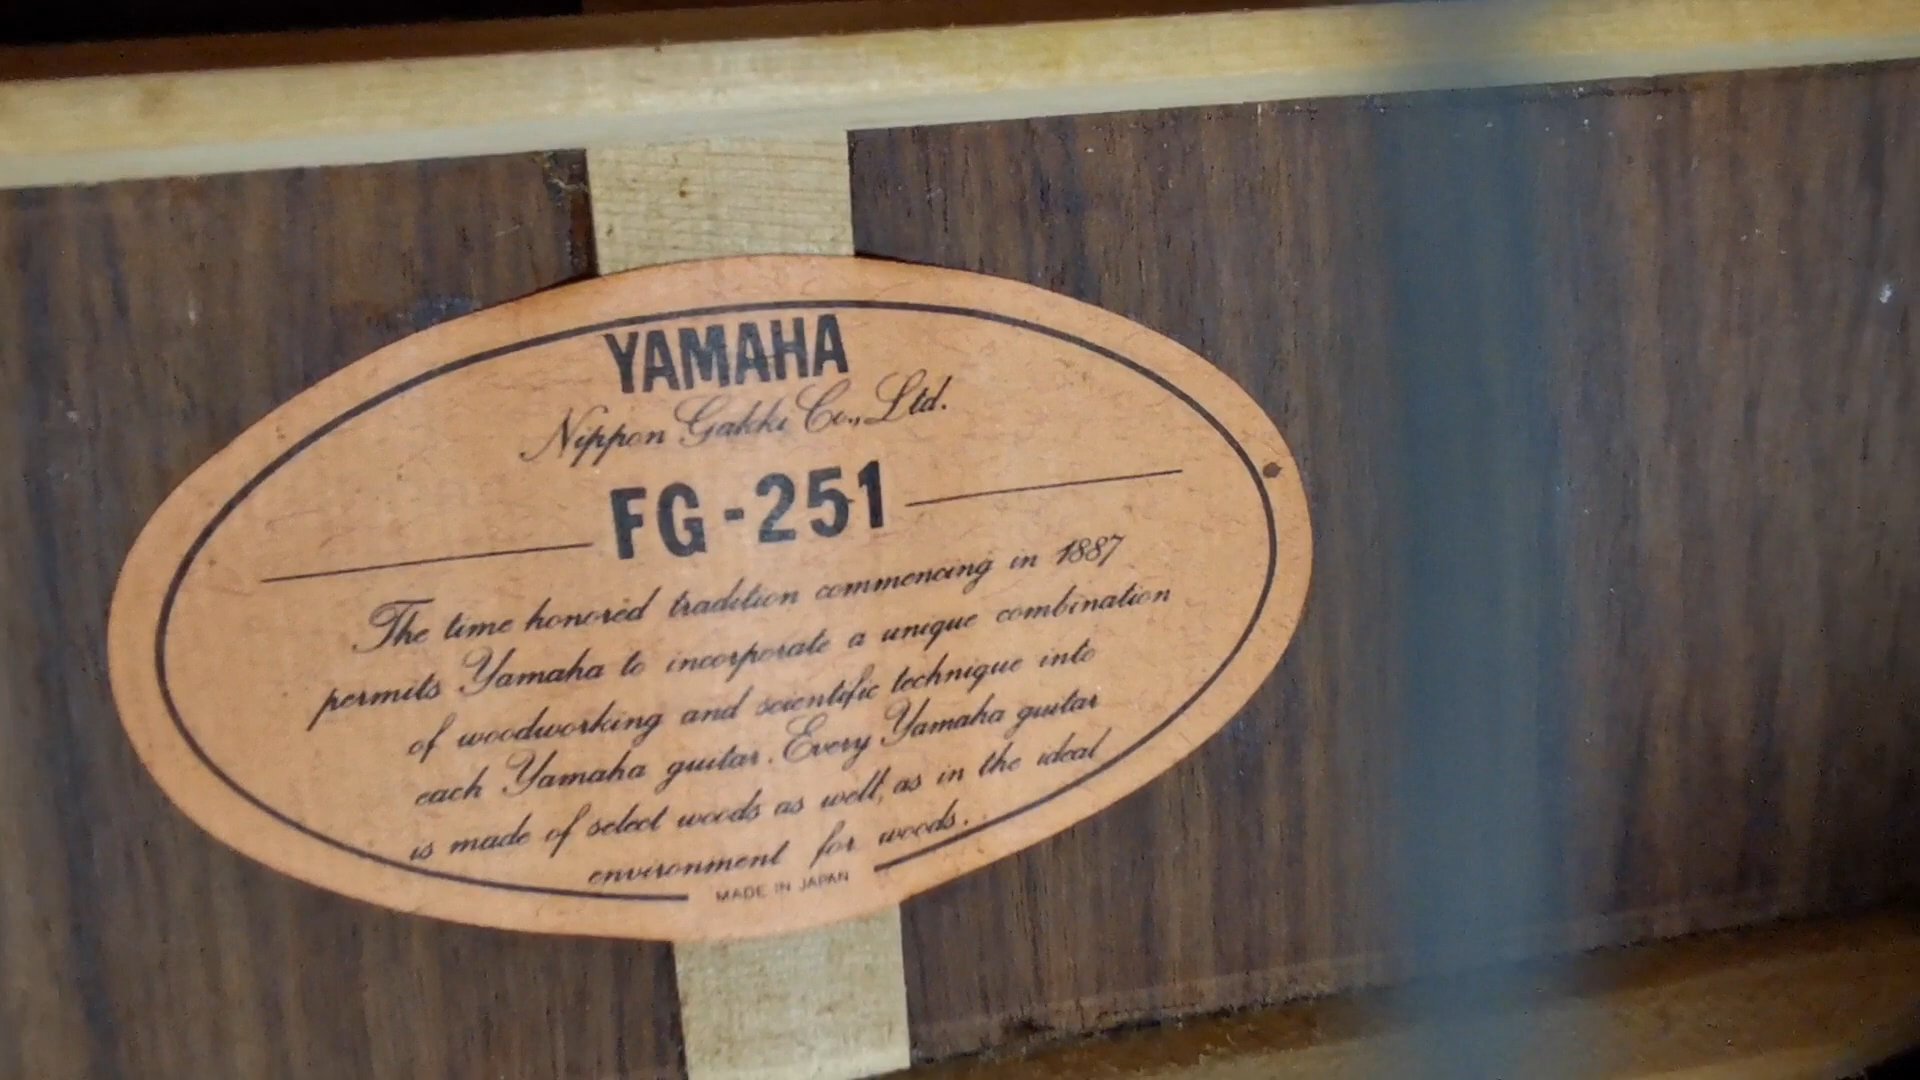 YAMAHA
Nippon Gakki Co., Ltd.
FG-251
The time honored tradition commencing in 1887
permits Yamaha to incorporate a unique combination
of woodworking and scientific technique into
each Yamaha guitar. Every Yamaha guitar
is made of select woods as well, as in the ideal
environment for woods.
MADE IN JAPAN